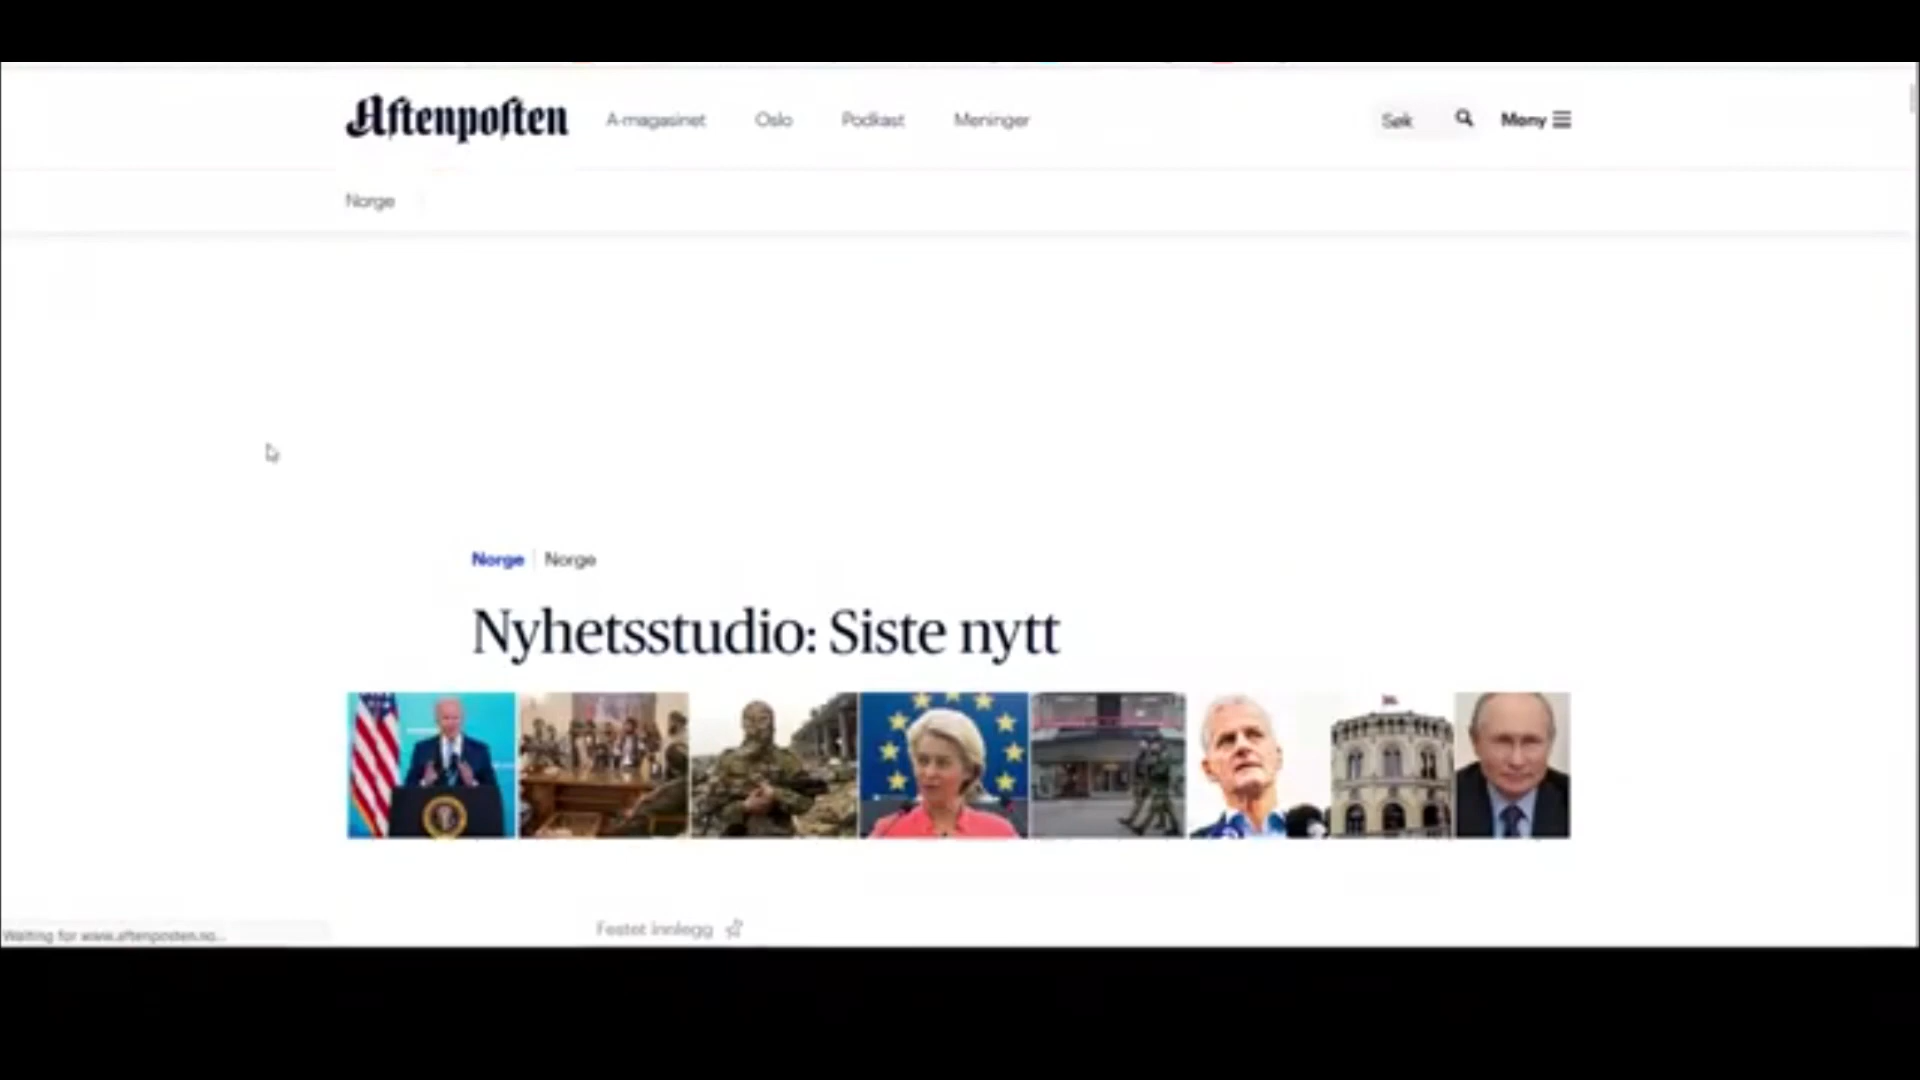 Aftenposten A-magasinet Oslo Podkast Meninger Søk Meny
Norge
Norge Norge
Nyhetsstudio: Siste nytt
Festet innlegg
Waiting for www.aftenposten.no...